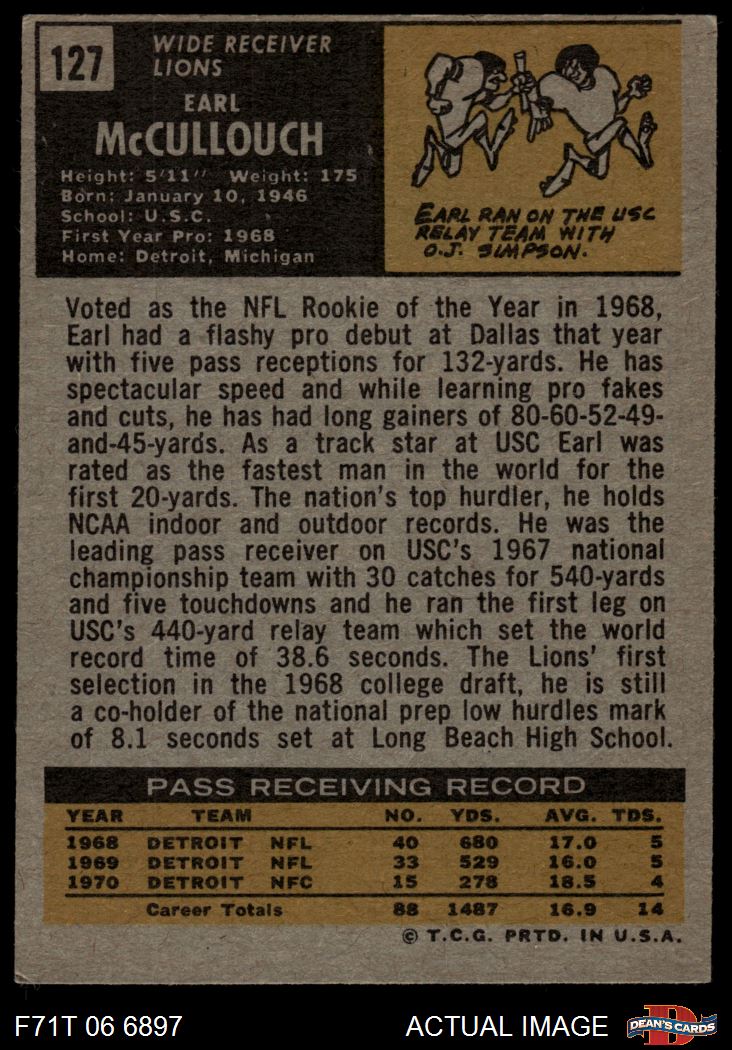 127
WIDE RECEIVER
LIONS
EARL
McCULLOUCH
Height: 5'11" Weight: 175
Born: January 10, 1946
School: U.S.C.
First Year Pro: 1968
Home: Detroit, Michigan
EARL RAN ON THE USC
RELAY TEAM WITH
O.J. SIMPSON.
Voted as the NFL Rookie of the Year in 1968,
Earl had a flashy pro debut at Dallas that year
with five pass receptions for 132-yards. He has
spectacular speed and while learning pro fakes
and cuts, he has had long gainers of 80-60-52-49-
and-45-yards. As a track star at USC Earl was
rated as the fastest man in the world for the
first 20-yards. The nation's top hurdler, he holds
NCAA indoor and outdoor records. He was the
leading pass receiver on USC's 1967 national
championship team with 30 catches for 540-yards
and five touchdowns and he ran the first leg on
USC's 440-yard relay team which set the world
record time of 38.6 seconds. The Lions' first
selection in the 1968 college draft, he is still
a co-holder of the national prep low hurdles mark
of 8.1 seconds set at Long Beach High School.
PASS RECEIVING RECORD
YEAR TEAM NO. YDS. AVG. TDS.
1968 DETROIT NFL 40 680 17.0 5
1969 DETROIT NFL 33 529 16.0 5
1970 DETROIT NFC 15 278 18.5 4
Career Totals 88 1487 16.9 14
© T.C.G. PRTD. IN U.S.A.
F71T 06 6897 ACTUAL IMAGE DEAN'S CARDS